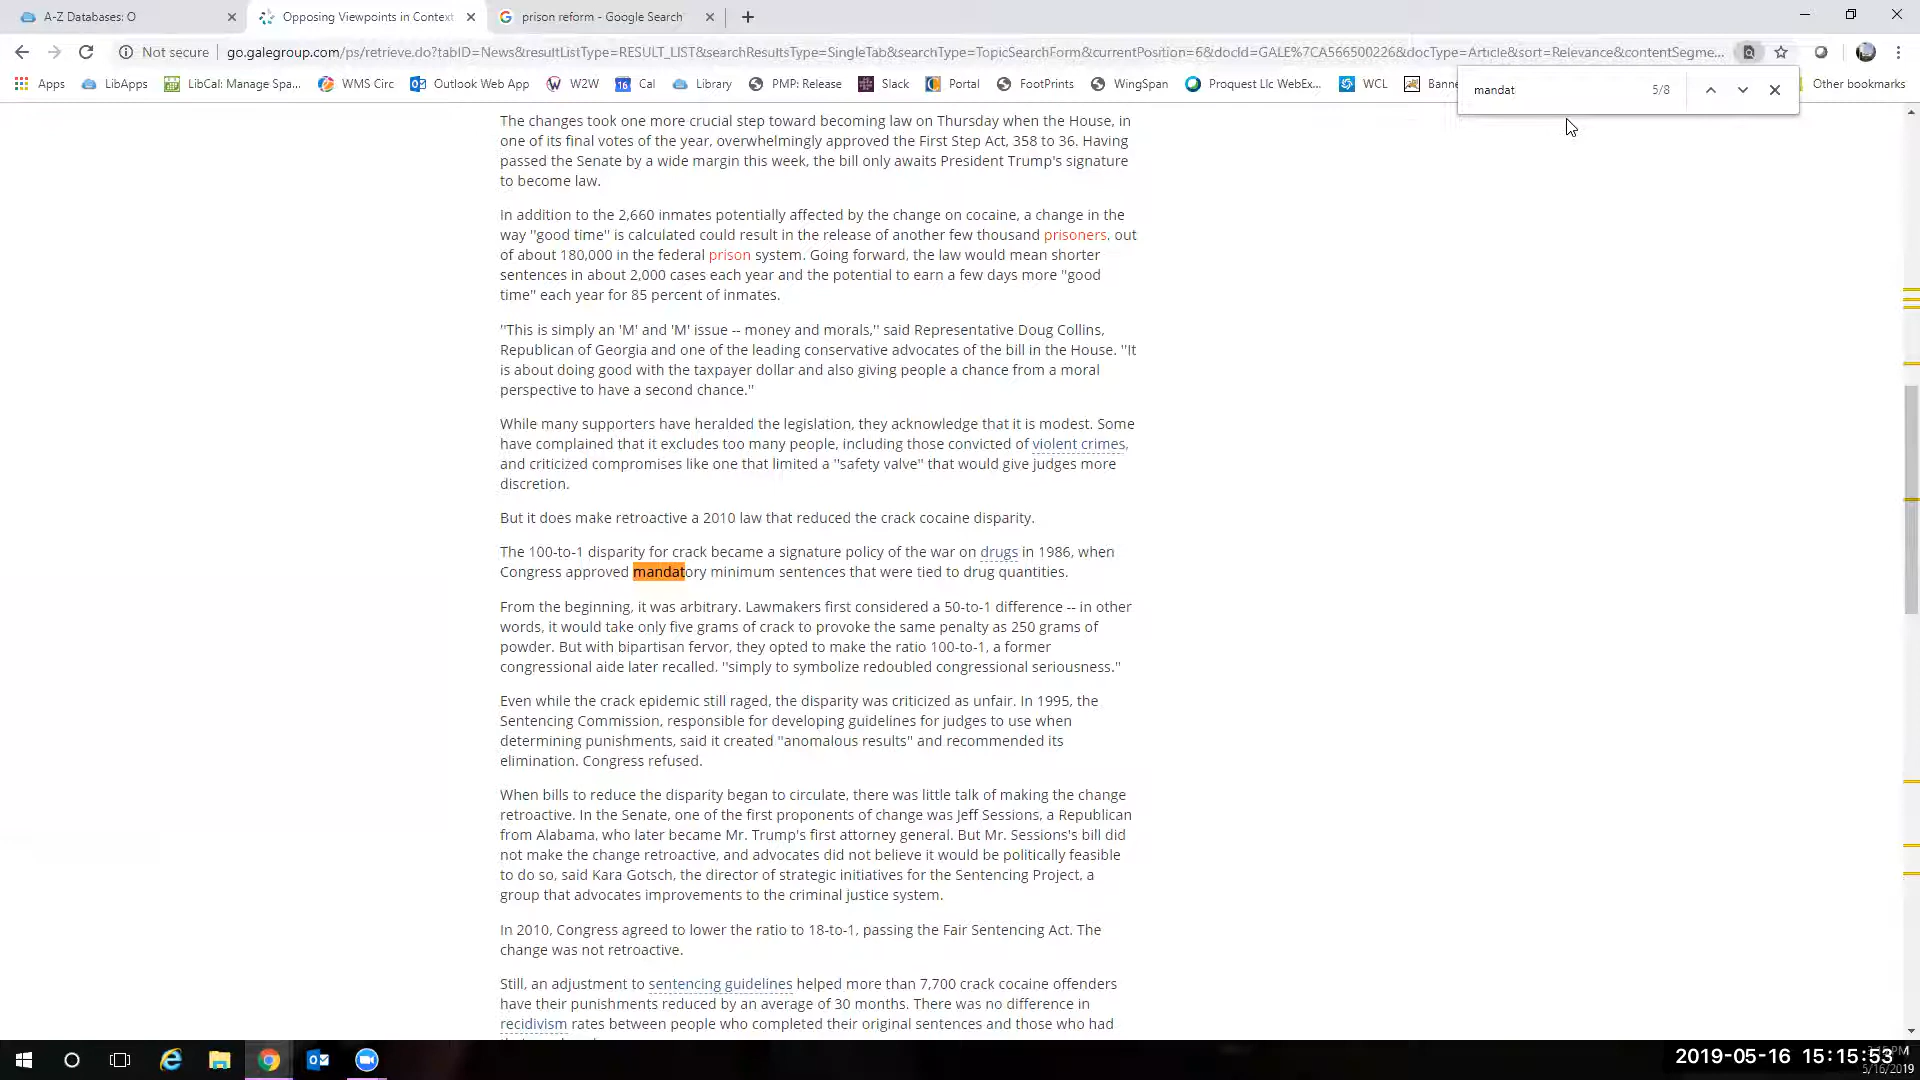 A-Z Databases: O
Opposing Viewpoints in Context
prison reform - Google Search
Not secure
go.galegroup.com/ps/retrieve.do?tabID=News&resultListType=RESULT_LIST&searchResultsType=SingleTab&searchType=TopicSearchForm&currentPosition=6&docId=GALE%7CA566500226&docType=Article&sort=Relevance&contentSegme...
Apps LibApps LibCal: Manage Spa... WMS Circ Outlook Web App W2W 16 Cal Library PMP: Release Slack Portal FootPrints WingSpan Proquest Llc WebEx... WCL Banne Other bookmarks
mandat 5/8
The changes took one more crucial step toward becoming law on Thursday when the House, in
one of its final votes of the year, overwhelmingly approved the First Step Act, 358 to 36. Having
passed the Senate by a wide margin this week, the bill only awaits President Trump's signature
to become law.
In addition to the 2,660 inmates potentially affected by the change on cocaine, a change in the
way ''good time'' is calculated could result in the release of another few thousand prisoners, out
of about 180,000 in the federal prison system. Going forward, the law would mean shorter
sentences in about 2,000 cases each year and the potential to earn a few days more ''good
time'' each year for 85 percent of inmates.
''This is simply an 'M' and 'M' issue -- money and morals,'' said Representative Doug Collins,
Republican of Georgia and one of the leading conservative advocates of the bill in the House. ''It
is about doing good with the taxpayer dollar and also giving people a chance from a moral
perspective to have a second chance.''
While many supporters have heralded the legislation, they acknowledge that it is modest. Some
have complained that it excludes too many people, including those convicted of violent crimes,
and criticized compromises like one that limited a ''safety valve'' that would give judges more
discretion.
But it does make retroactive a 2010 law that reduced the crack cocaine disparity.
The 100-to-1 disparity for crack became a signature policy of the war on drugs in 1986, when
Congress approved mandatory minimum sentences that were tied to drug quantities.
From the beginning, it was arbitrary. Lawmakers first considered a 50-to-1 difference -- in other
words, it would take only five grams of crack to provoke the same penalty as 250 grams of
powder. But with bipartisan fervor, they opted to make the ratio 100-to-1, a former
congressional aide later recalled. ''simply to symbolize redoubled congressional seriousness.''
Even while the crack epidemic still raged, the disparity was criticized as unfair. In 1995, the
Sentencing Commission, responsible for developing guidelines for judges to use when
determining punishments, said it created ''anomalous results'' and recommended its
elimination. Congress refused.
When bills to reduce the disparity began to circulate, there was little talk of making the change
retroactive. In the Senate, one of the first proponents of change was Jeff Sessions, a Republican
from Alabama, who later became Mr. Trump's first attorney general. But Mr. Sessions's bill did
not make the change retroactive, and advocates did not believe it would be politically feasible
to do so, said Kara Gotsch, the director of strategic initiatives for the Sentencing Project, a
group that advocates improvements to the criminal justice system.
In 2010, Congress agreed to lower the ratio to 18-to-1, passing the Fair Sentencing Act. The
change was not retroactive.
Still, an adjustment to sentencing guidelines helped more than 7,700 crack cocaine offenders
have their punishments reduced by an average of 30 months. There was no difference in
recidivism rates between people who completed their original sentences and those who had
2019-05-16 15:15:53
5/16/2019